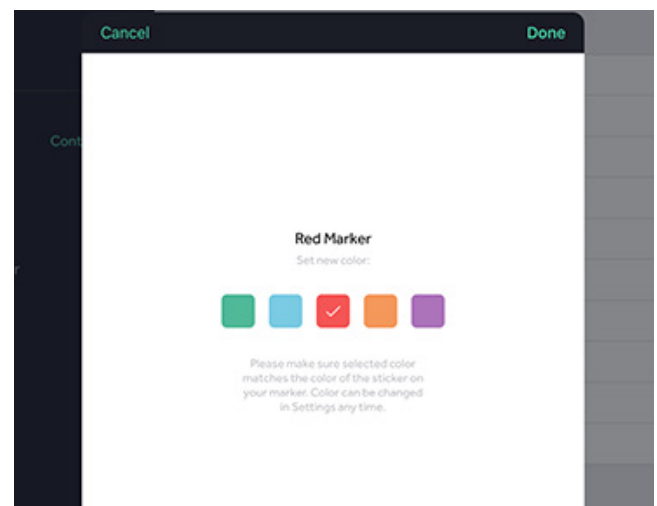 Cancel
Done
Cont
r
Red Marker
Set new color:
Please make sure selected color
matches the color of the sticker on
your marker. Color can be changed
in Settings any time.